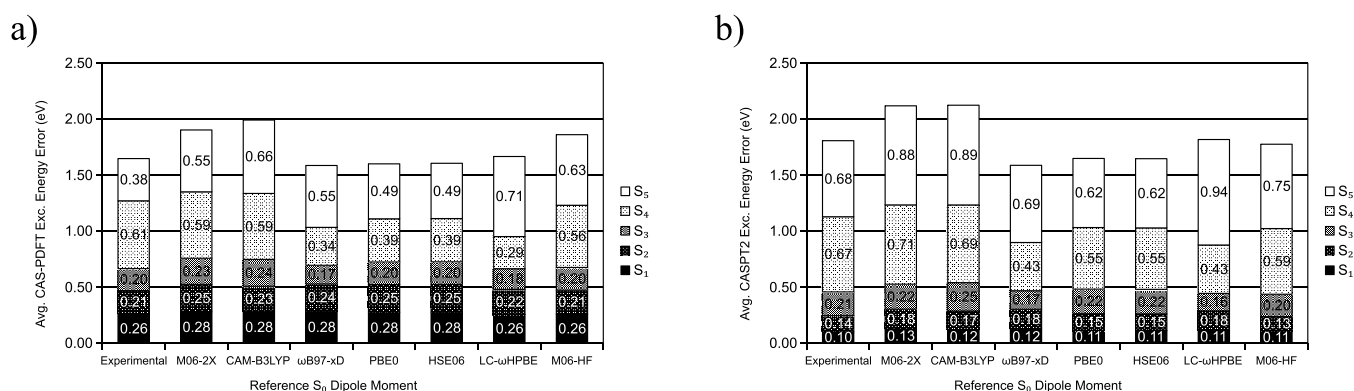 a)
Avg. CAS-PDFT Exc. Energy Error (eV)
2.50
2.00
1.50
1.00
0.50
0.00
0.38 0.55 0.66 0.55 0.49 0.49 0.71 0.63
0.61 0.59 0.59 0.34 0.39 0.39 0.29 0.56
0.20 0.23 0.24 0.17 0.20 0.20 0.18 0.20
0.21 0.25 0.23 0.24 0.25 0.25 0.22 0.21
0.26 0.28 0.28 0.28 0.28 0.28 0.26 0.26
Experimental M06-2X CAM-B3LYP ωB97-xD PBE0 HSE06 LC-ωHPBE M06-HF
Reference S₀ Dipole Moment
S₅
S₄
S₃
S₂
S₁
b)
Avg. CASPT2 Exc. Energy Error (eV)
2.50
2.00
1.50
1.00
0.50
0.00
0.68 0.88 0.89 0.69 0.62 0.62 0.94 0.75
0.67 0.71 0.69 0.43 0.55 0.55 0.43 0.59
0.21 0.22 0.25 0.17 0.22 0.22 0.16 0.20
0.14 0.18 0.17 0.18 0.15 0.15 0.18 0.13
0.10 0.13 0.12 0.12 0.11 0.11 0.11 0.11
Experimental M06-2X CAM-B3LYP ωB97-xD PBE0 HSE06 LC-ωHPBE M06-HF
Reference S₀ Dipole Moment
S₅
S₄
S₃
S₂
S₁